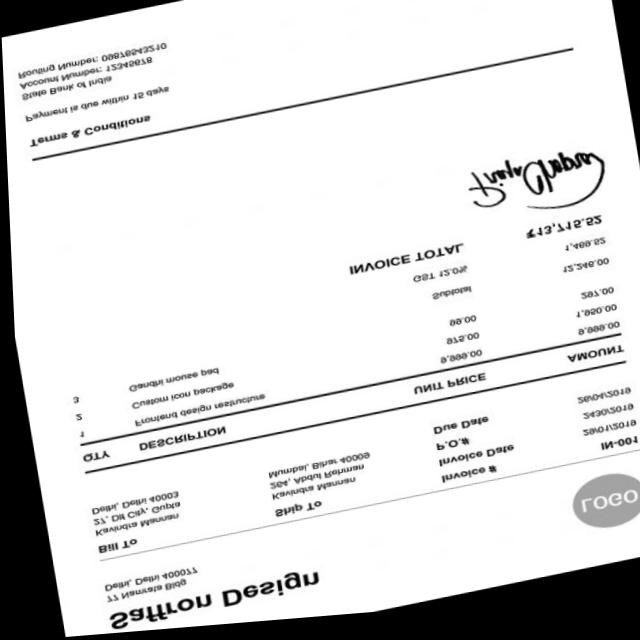 Saffron Design
77 Namrata Bldg
Delhi, Delhi 400077
LOGO
Bill To
Kavindra Mannan
27, Dlf City, Gupta
Delhi, Delhi 40003
Ship To
Kavindra Mannan
264, Abdul Rehman
Mumbai, Bihar 40009
Invoice # IN-001
Invoice Date 29/01/2019
P.O.# 2430/2019
Due Date 26/04/2019
QTY DESCRIPTION UNIT PRICE AMOUNT
1 Frontend design restructure 9,999.00 9,999.00
2 Custom icon package 975.00 1,950.00
3 Gandhi mouse pad 99.00 297.00
Subtotal 12,246.00
GST 12.0% 1,469.52
INVOICE TOTAL ₹13,715.52
Terms & Conditions
Payment is due within 15 days
State Bank of India
Account Number: 12345678
Routing Number: 09876543210